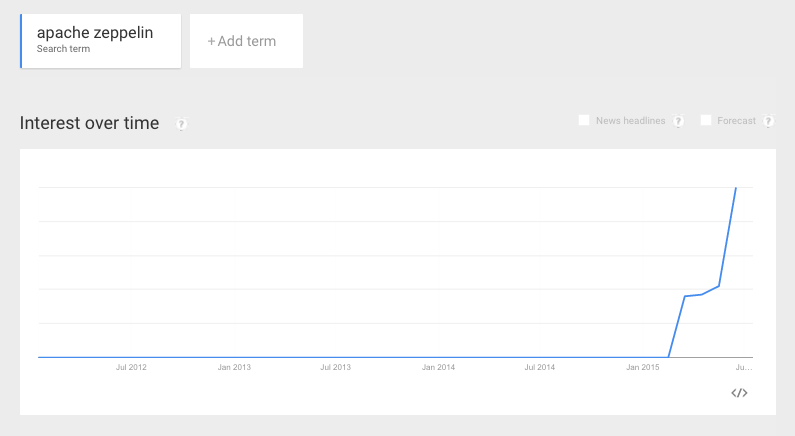 apache zeppelin
Search term
+Add term
Interest over time ?
News headlines ? Forecast ?
Jul 2012 Jan 2013 Jul 2013 Jan 2014 Jul 2014 Jan 2015 Ju...
</>